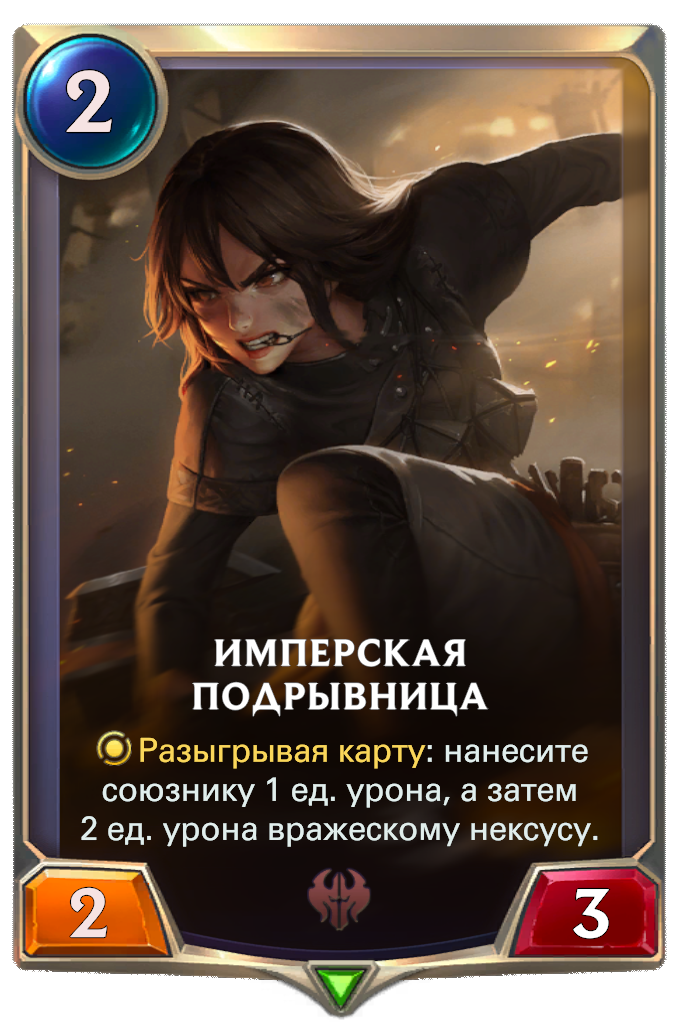 2
ИМПЕРСКАЯ
ПОДРЫВНИЦА
Разыгрывая карту: нанесите
союзнику 1 ед. урона, а затем
2 ед. урона вражескому нексусу.
2
3